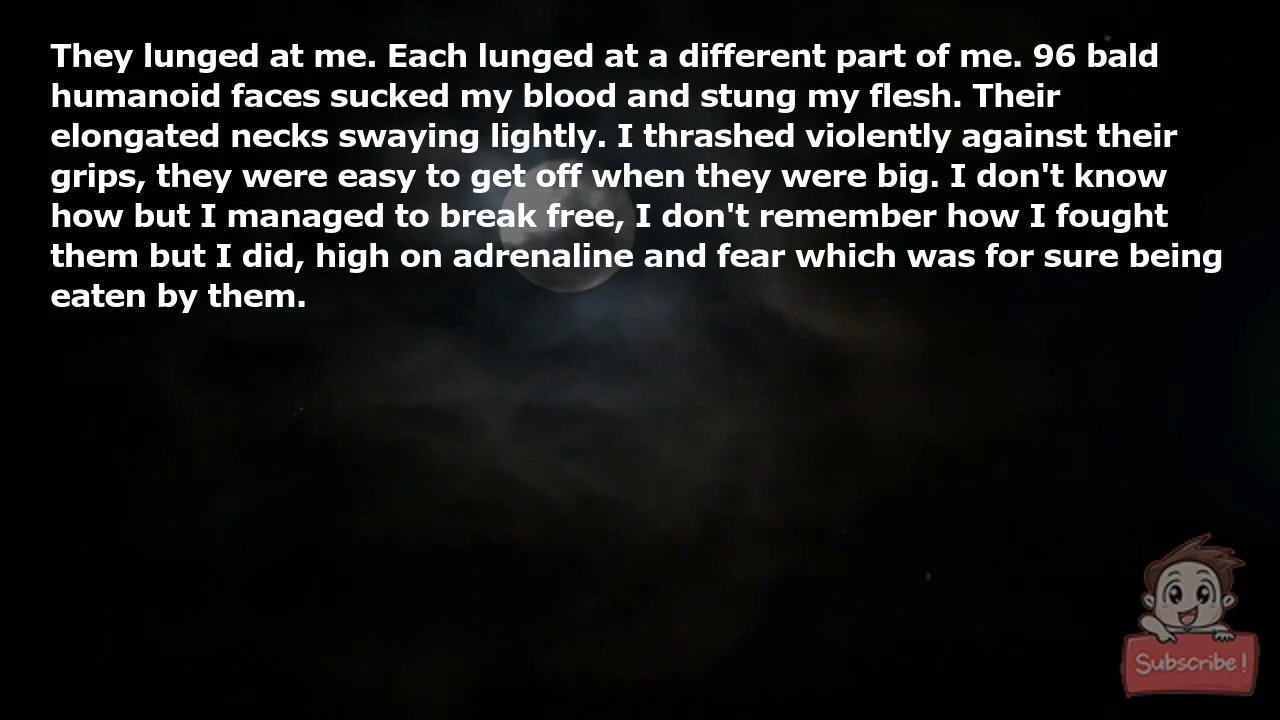 They lunged at me. Each lunged at a different part of me. 96 bald
humanoid faces sucked my blood and stung my flesh. Their
elongated necks swaying lightly. I thrashed violently against their
grips, they were easy to get off when they were big. I don't know
how but I managed to break free, I don't remember how I fought
them but I did, high on adrenaline and fear which was for sure being
eaten by them.
Subscribe!